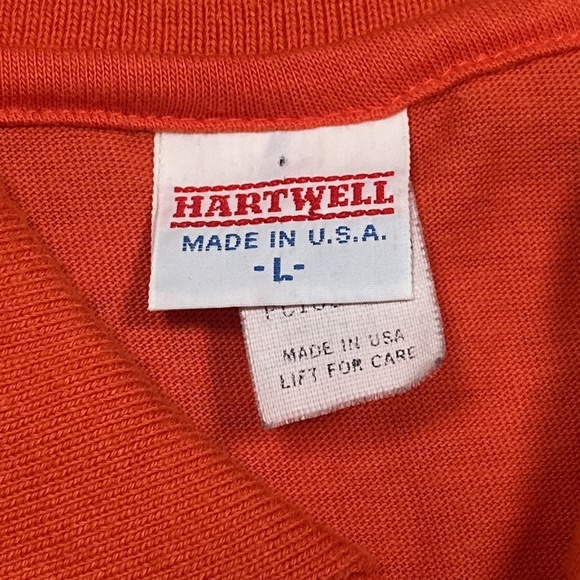 HARTWELL
MADE IN U.S.A.
-L-
MADE IN USA
LIFT FOR CARE